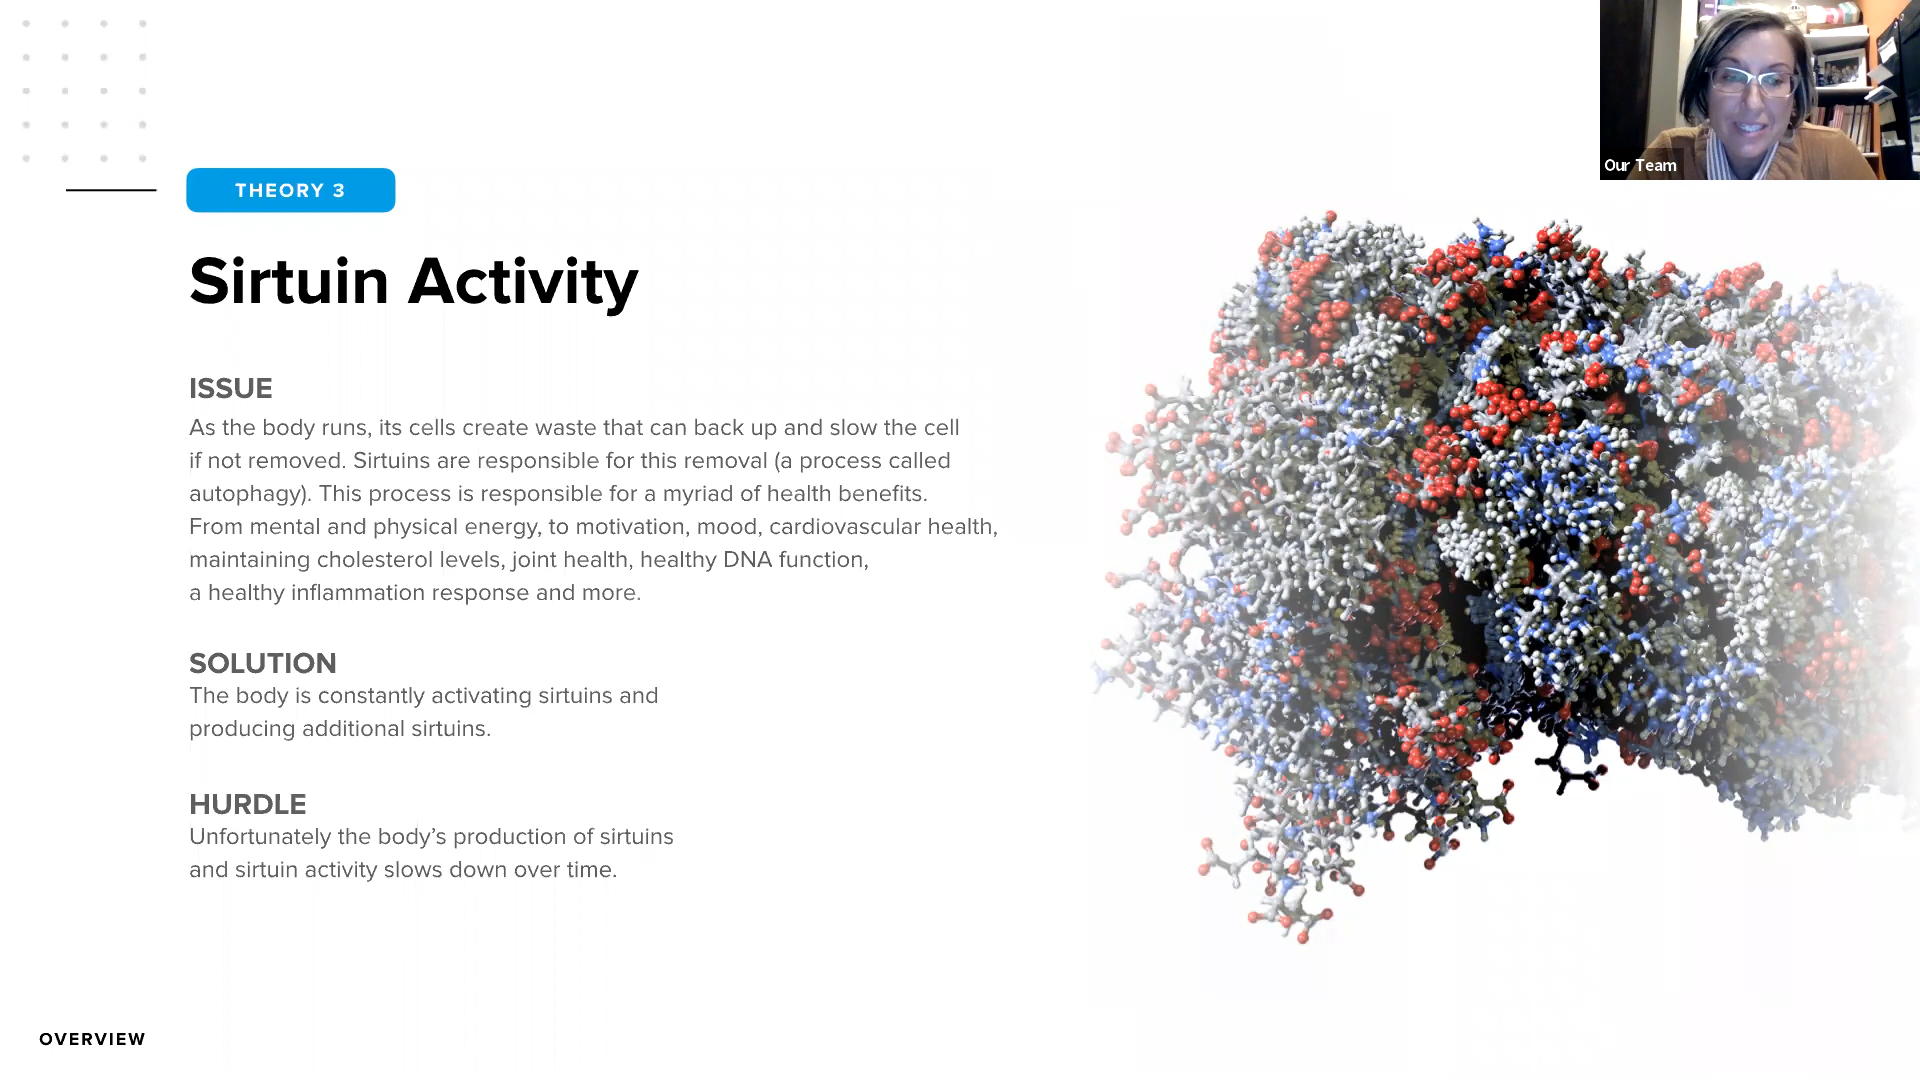 Our Team
THEORY 3
Sirtuin Activity
ISSUE
As the body runs, its cells create waste that can back up and slow the cell
if not removed. Sirtuins are responsible for this removal (a process called
autophagy). This process is responsible for a myriad of health benefits.
From mental and physical energy, to motivation, mood, cardiovascular health,
maintaining cholesterol levels, joint health, healthy DNA function,
a healthy inflammation response and more.
SOLUTION
The body is constantly activating sirtuins and
producing additional sirtuins.
HURDLE
Unfortunately the body’s production of sirtuins
and sirtuin activity slows down over time.
OVERVIEW